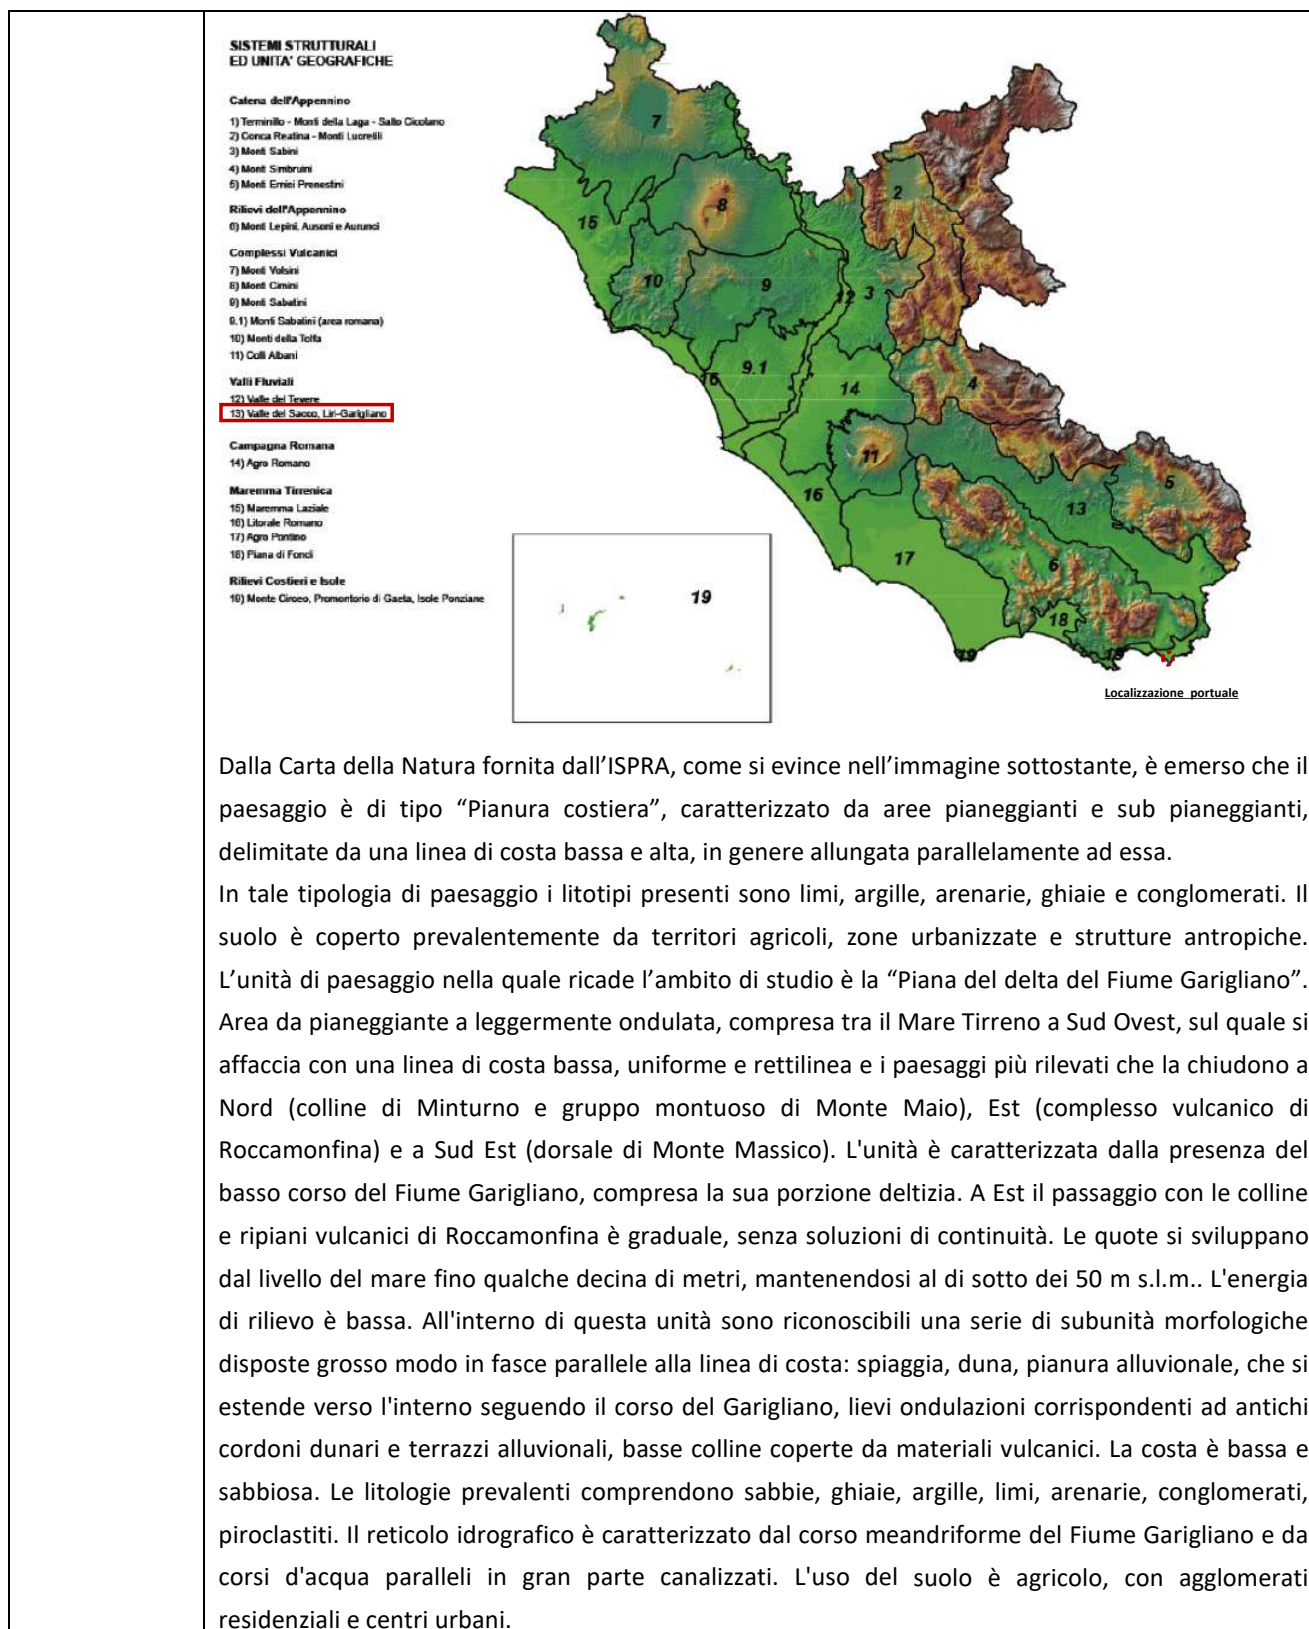 SISTEMI STRUTTURALI
ED UNITA' GEOGRAFICHE
Catena dell'Appennino
1) Terminillo - Monti della Laga - Salto Cicolano
2) Conca Reatina - Monti Lucretili
3) Monti Sabini
4) Monti Simbruini
5) Monti Ernici Prenestini
Rilievi dell'Appennino
6) Monti Lepini, Ausoni e Aurunci
Complessi Vulcanici
7) Monti Volsini
8) Monti Cimini
9) Monti Sabatini
9.1) Monti Sabatini (area romana)
10) Monti della Tolfa
11) Colli Albani
Valli Fluviali
12) Valle del Tevere
13) Valle del Sacco, Liri-Garigliano
Campagna Romana
14) Agro Romano
Maremma Tirrenica
15) Maremma Laziale
16) Litorale Romano
17) Agro Pontino
18) Piana di Fondi
Rilievi Costieri e Isole
19) Monte Circeo, Promontorio di Gaeta, Isole Ponziane
7
2
8
15
10
9
12
3
9.1
16
14
4
11
5
16
13
17
6
18
19
19
19
Localizzazione portuale
Dalla Carta della Natura fornita dall’ISPRA, come si evince nell’immagine sottostante, è emerso che il
paesaggio è di tipo “Pianura costiera”, caratterizzato da aree pianeggianti e sub pianeggianti,
delimitate da una linea di costa bassa e alta, in genere allungata parallelamente ad essa.
In tale tipologia di paesaggio i litotipi presenti sono limi, argille, arenarie, ghiaie e conglomerati. Il
suolo è coperto prevalentemente da territori agricoli, zone urbanizzate e strutture antropiche.
L’unità di paesaggio nella quale ricade l’ambito di studio è la “Piana del delta del Fiume Garigliano”.
Area da pianeggiante a leggermente ondulata, compresa tra il Mare Tirreno a Sud Ovest, sul quale si
affaccia con una linea di costa bassa, uniforme e rettilinea e i paesaggi più rilevati che la chiudono a
Nord (colline di Minturno e gruppo montuoso di Monte Maio), Est (complesso vulcanico di
Roccamonfina) e a Sud Est (dorsale di Monte Massico). L'unità è caratterizzata dalla presenza del
basso corso del Fiume Garigliano, compresa la sua porzione deltizia. A Est il passaggio con le colline
e ripiani vulcanici di Roccamonfina è graduale, senza soluzioni di continuità. Le quote si sviluppano
dal livello del mare fino qualche decina di metri, mantenendosi al di sotto dei 50 m s.l.m.. L'energia
di rilievo è bassa. All'interno di questa unità sono riconoscibili una serie di subunità morfologiche
disposte grosso modo in fasce parallele alla linea di costa: spiaggia, duna, pianura alluvionale, che si
estende verso l'interno seguendo il corso del Garigliano, lievi ondulazioni corrispondenti ad antichi
cordoni dunari e terrazzi alluvionali, basse colline coperte da materiali vulcanici. La costa è bassa e
sabbiosa. Le litologie prevalenti comprendono sabbie, ghiaie, argille, limi, arenarie, conglomerati,
piroclastiti. Il reticolo idrografico è caratterizzato dal corso meandriforme del Fiume Garigliano e da
corsi d'acqua paralleli in gran parte canalizzati. L'uso del suolo è agricolo, con agglomerati
residenziali e centri urbani.